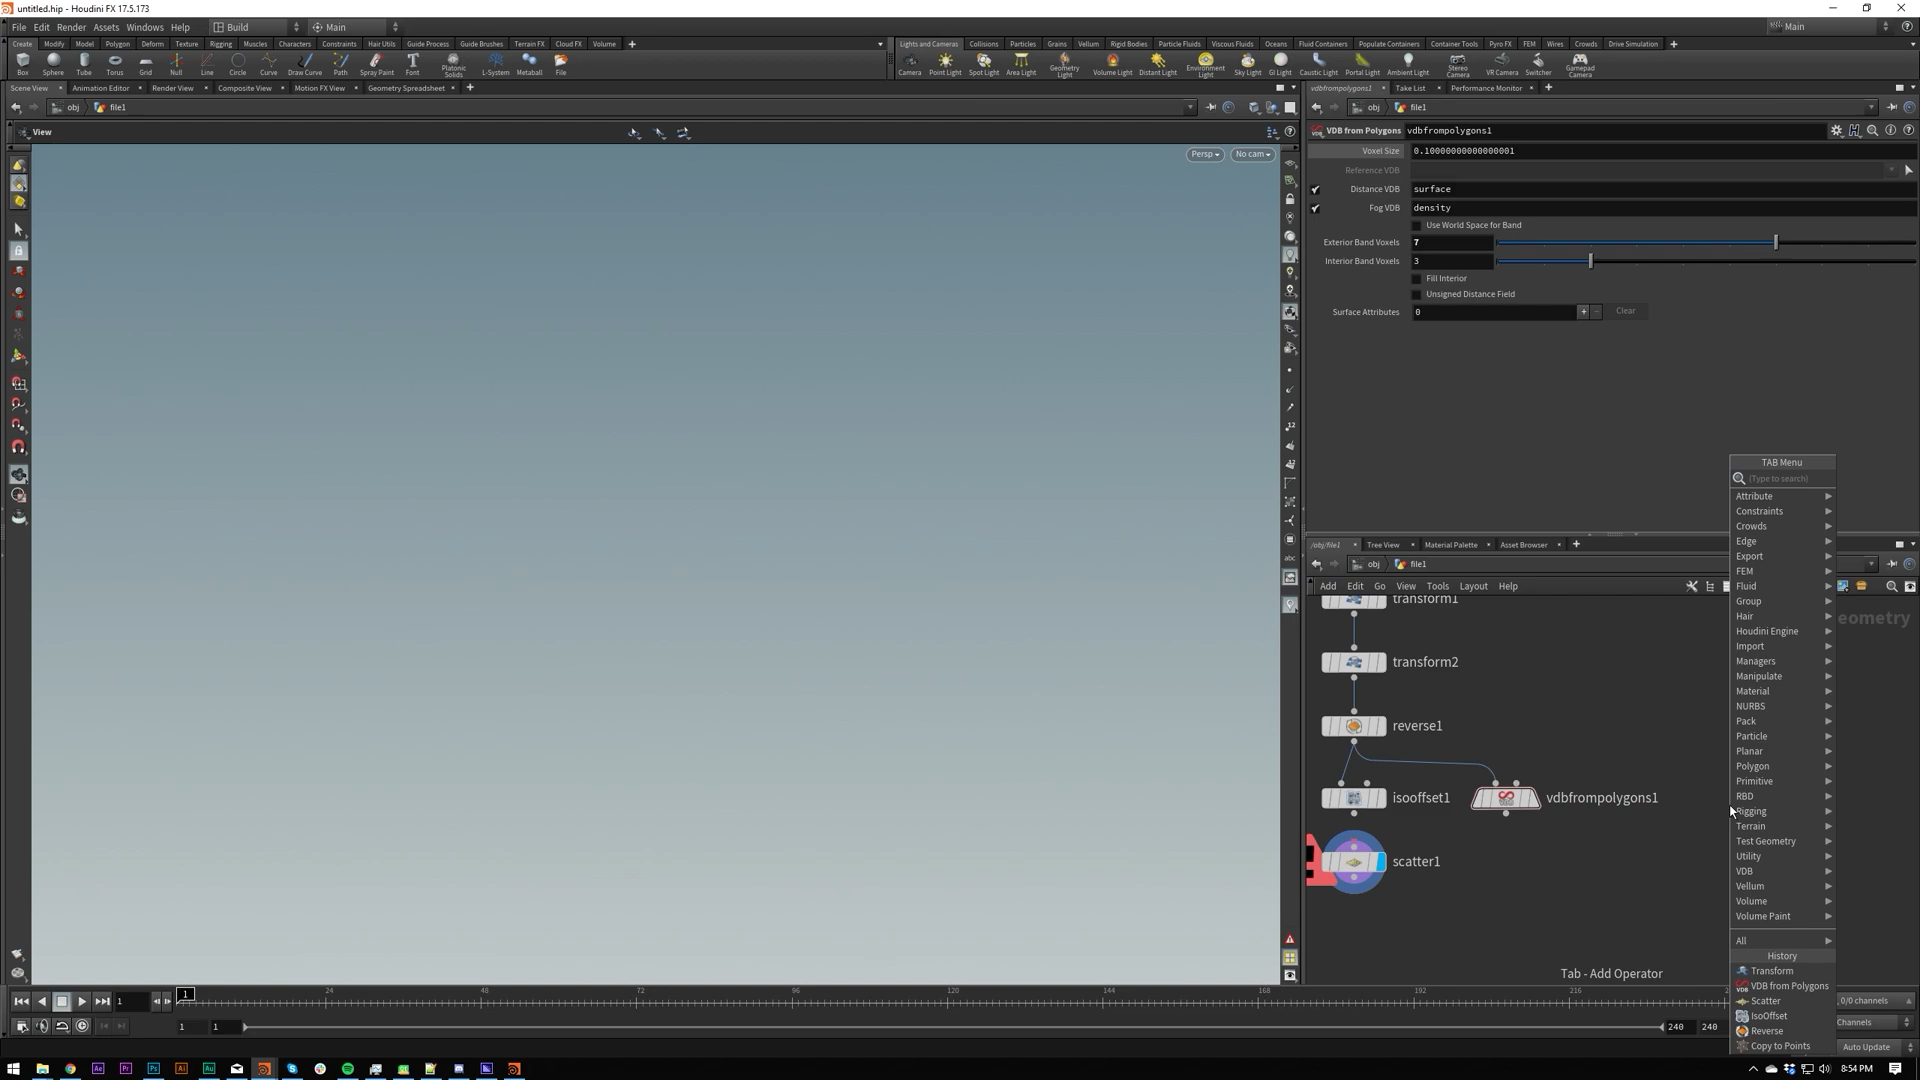 untitled.hip - Houdini FX 17.5.173
File Edit Render Assets Windows Help Build Main Main
Create Modify Model Polygon Deform Texture Rigging Muscles Characters Constraints Hair Utils Guide Process Guide Brushes Terrain FX Cloud FX Volume
Lights and Cameras Collisions Particles Grains Vellum Rigid Bodies Particle Fluids Viscous Fluids Oceans Fluid Containers Populate Containers Container Tools Pyro FX FEM Wires Crowds Drive Simulation
Box Sphere Tube Torus Grid Null Line Circle Curve Draw Curve Path Spray Paint Font Platonic Solids L-System Metaball File
Camera Point Light Spot Light Area Light Geometry Light Volume Light Distant Light Environment Light Sky Light GI Light Caustic Light Portal Light Ambient Light Stereo Camera VR Camera Switcher Gamepad Camera
Scene View Animation Editor Render View Composite View Motion FX View Geometry Spreadsheet
vdbfrompolygons1 Take List Performance Monitor
obj file1
obj file1
View
Persp No cam
VDB from Polygons vdbfrompolygons1
Voxel Size 0.10000000000000001
Reference VDB
Distance VDB surface
Fog VDB density
Use World Space for Band
Exterior Band Voxels 7
Interior Band Voxels 3
Fill Interior
Unsigned Distance Field
Surface Attributes 0 + - Clear
/obj/file1 Tree View Material Palette Asset Browser
obj file1
Add Edit Go View Tools Layout Help
eometry
transform1
transform2
reverse1
isooffset1
vdbfrompolygons1
scatter1
Tab - Add Operator
TAB Menu
(Type to search)
Attribute
Constraints
Crowds
Edge
Export
FEM
Fluid
Group
Hair
Houdini Engine
Import
Managers
Manipulate
Material
NURBS
Pack
Particle
Planar
Polygon
Primitive
RBD
Rigging
Terrain
Test Geometry
Utility
VDB
Vellum
Volume
Volume Paint
All
History
Transform
VDB from Polygons
Scatter
IsoOffset
Reverse
Copy to Points
1 1 24 48 72 96 120 144 168 192 216
0/0 channels
1 1 240 240
Channels
Auto Update
8:54 PM